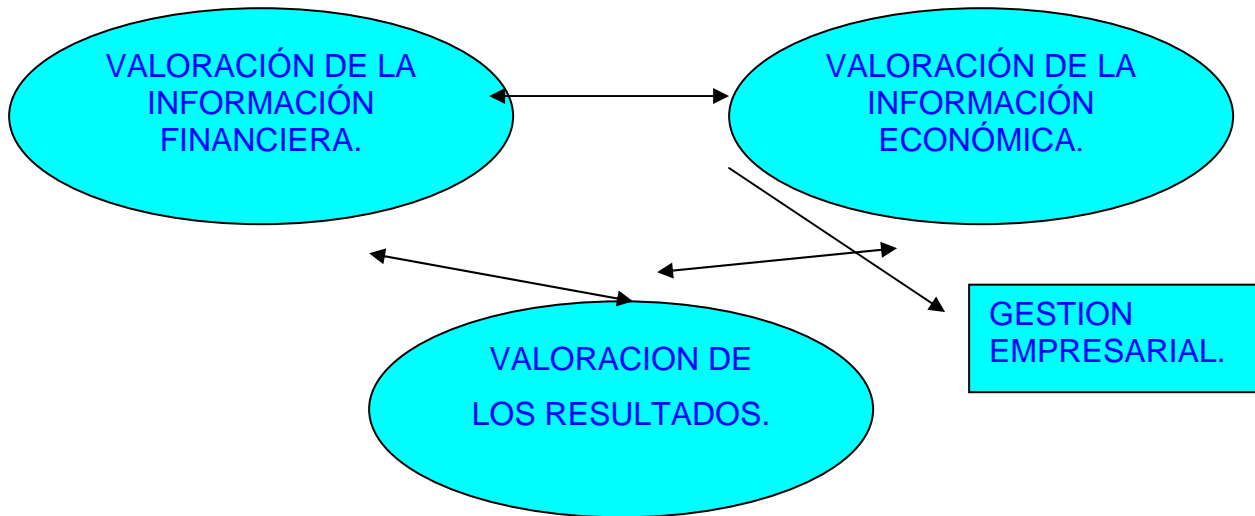 VALORACIÓN DE LA
INFORMACIÓN
FINANCIERA.
VALORACIÓN DE LA
INFORMACIÓN
ECONÓMICA.
GESTION
EMPRESARIAL.
VALORACION DE
LOS RESULTADOS.